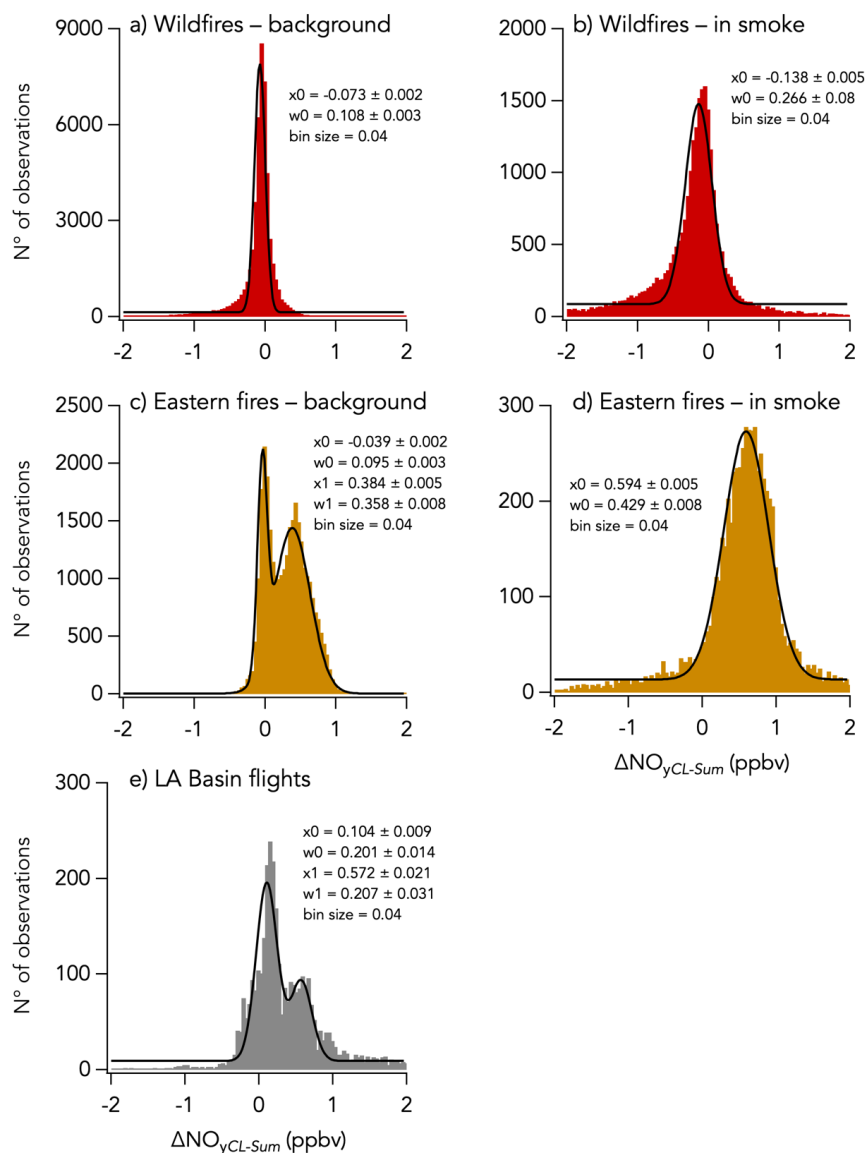 a) Wildfires – background
N° of observations
9000
6000
3000
0
x0 = -0.073 ± 0.002
w0 = 0.108 ± 0.003
bin size = 0.04
-2 -1 0 1 2
b) Wildfires – in smoke
2000
1500
1000
500
0
x0 = -0.138 ± 0.005
w0 = 0.266 ± 0.08
bin size = 0.04
-2 -1 0 1 2
c) Eastern fires – background
N° of observations
2500
2000
1500
1000
500
0
x0 = -0.039 ± 0.002
w0 = 0.095 ± 0.003
x1 = 0.384 ± 0.005
w1 = 0.358 ± 0.008
bin size = 0.04
-2 -1 0 1 2
d) Eastern fires – in smoke
300
200
100
0
x0 = 0.594 ± 0.005
w0 = 0.429 ± 0.008
bin size = 0.04
-2 -1 0 1 2
ΔNOyCL-Sum (ppbv)
e) LA Basin flights
N° of observations
300
200
100
0
x0 = 0.104 ± 0.009
w0 = 0.201 ± 0.014
x1 = 0.572 ± 0.021
w1 = 0.207 ± 0.031
bin size = 0.04
-2 -1 0 1 2
ΔNOyCL-Sum (ppbv)